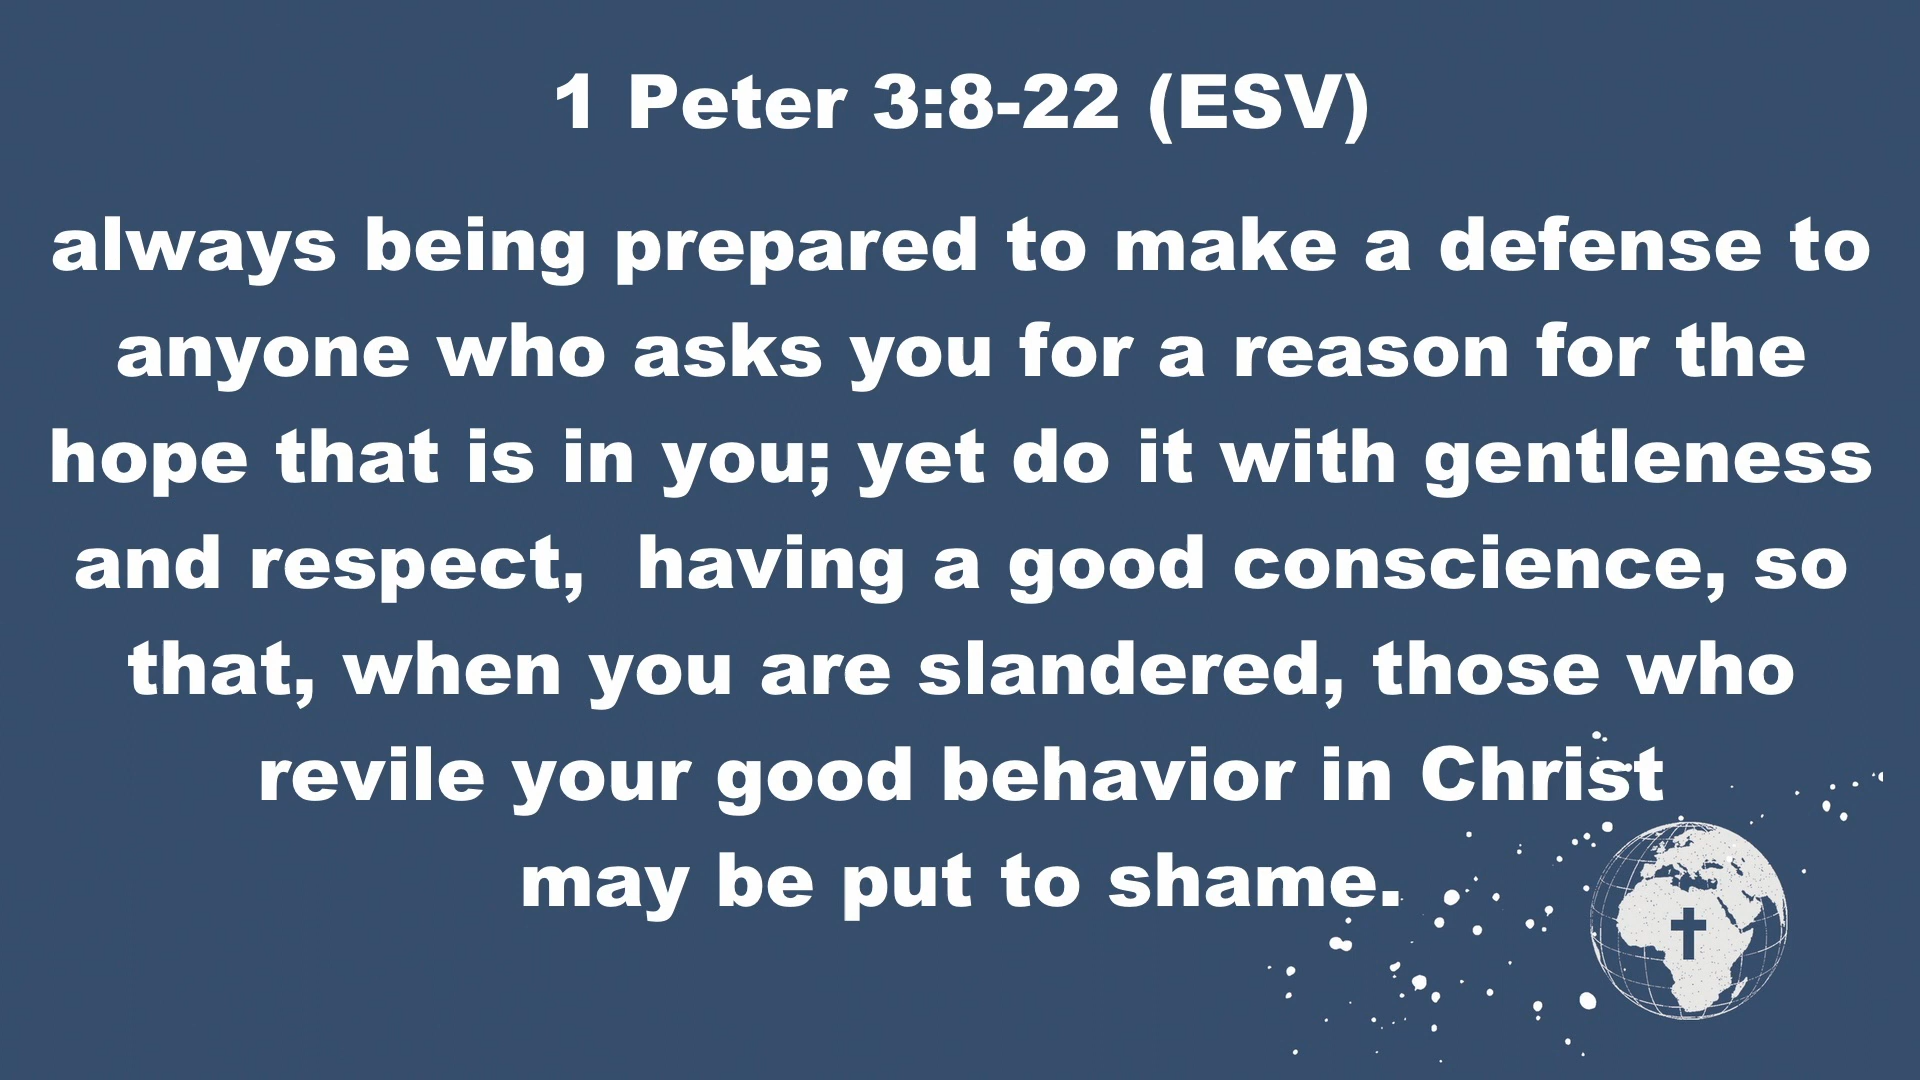 1 Peter 3:8-22 (ESV)
always being prepared to make a defense to
anyone who asks you for a reason for the
hope that is in you; yet do it with gentleness
and respect,  having a good conscience, so
that, when you are slandered, those who
revile your good behavior in Christ
may be put to shame.